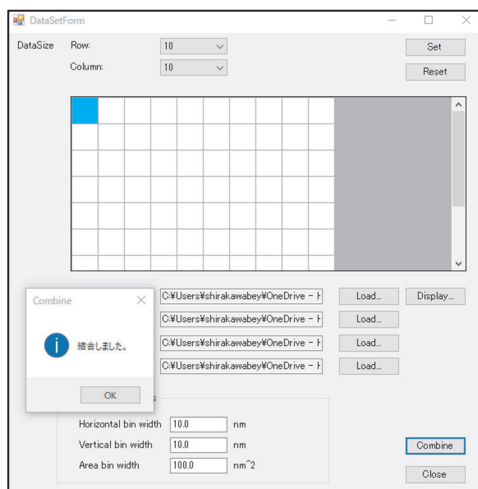 DataSetForm
DataSize Row: 10 Set
Column: 10 Reset
Combine
結合しました。
OK
C:¥Users¥shirakawabey¥OneDrive - Load... Display...
C:¥Users¥shirakawabey¥OneDrive - Load...
C:¥Users¥shirakawabey¥OneDrive - Load...
C:¥Users¥shirakawabey¥OneDrive - Load...
Horizontal bin width 10.0 nm
Vertical bin width 10.0 nm
Area bin width 100.0 nm^2
Combine
Close